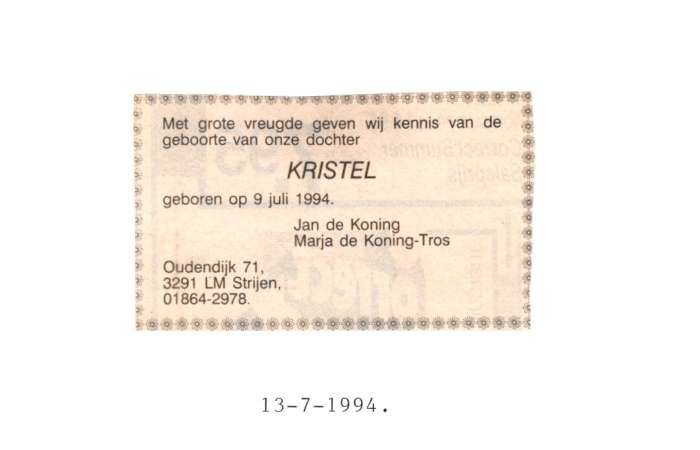 Met grote vreugde geven wij kennis van de
geboorte van onze dochter
KRISTEL
geboren op 9 juli 1994.
Jan de Koning
Marja de Koning-Tros
Oudendijk 71,
3291 LM Strijen,
01864-2978.
13-7-1994.